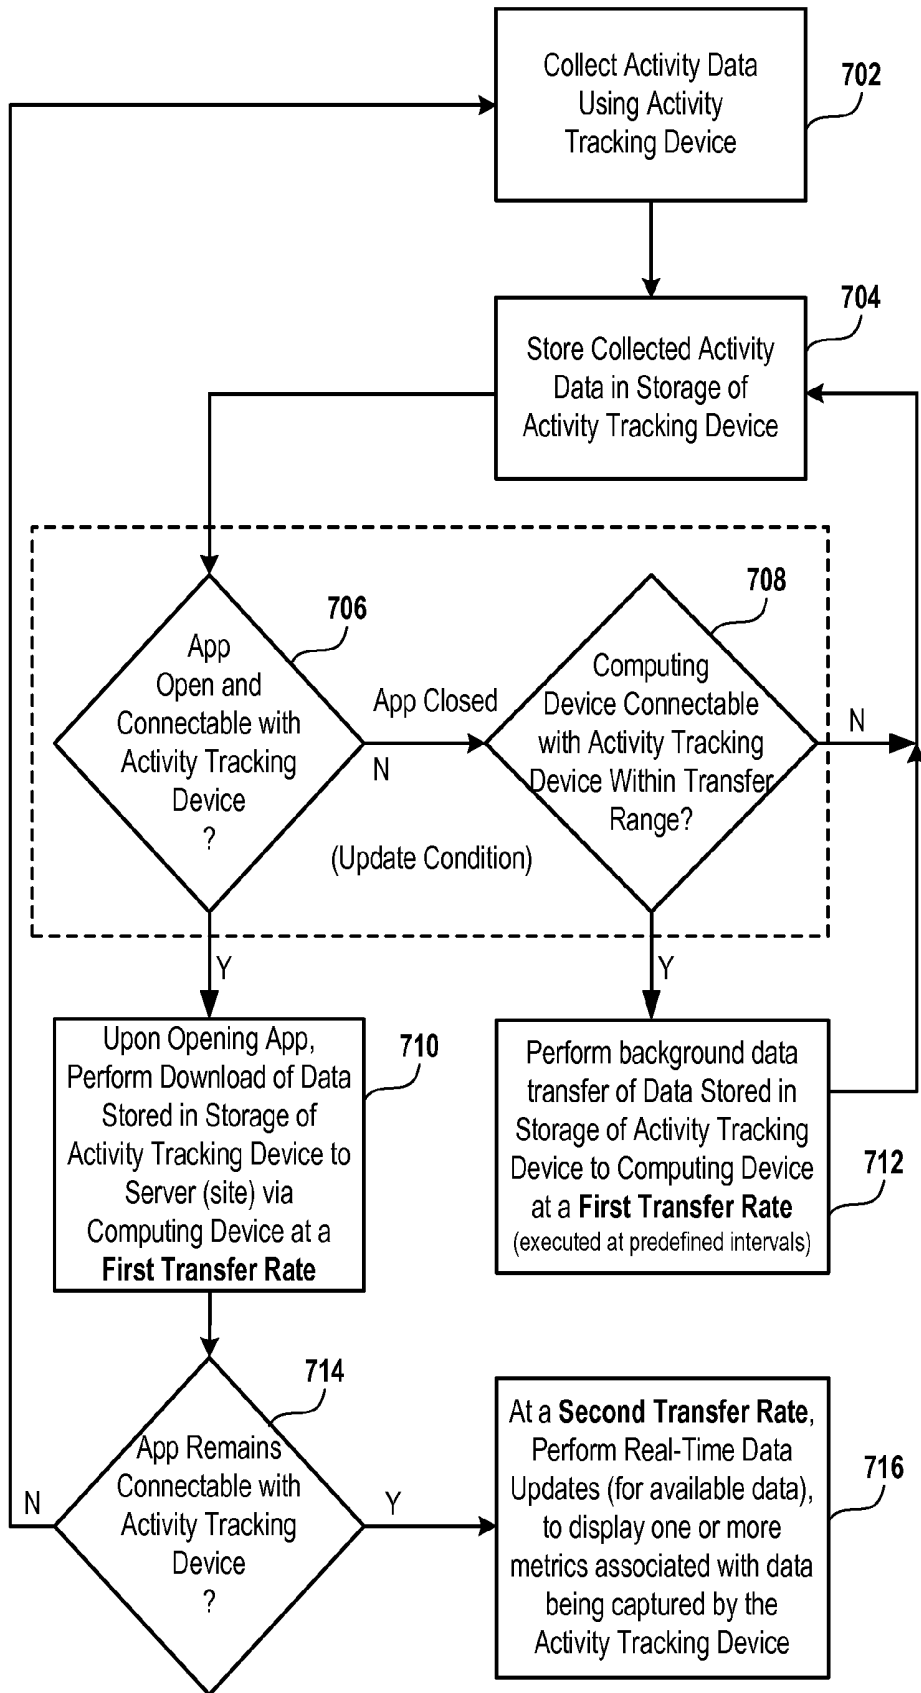 Collect Activity Data
Using Activity
Tracking Device
702
704
Store Collected Activity
Data in Storage of
Activity Tracking Device
706
App
Open and
Connectable with
Activity Tracking
Device
?
App Closed
N
708
Computing
Device Connectable
with Activity Tracking
Device Within Transfer
Range?
N
(Update Condition)
Y
Y
Upon Opening App,
Perform Download of Data
Stored in Storage of
Activity Tracking Device to
Server (site) via
Computing Device at a
First Transfer Rate
710
Perform background data
transfer of Data Stored in
Storage of Activity Tracking
Device to Computing Device
at a First Transfer Rate
(executed at predefined intervals)
712
714
App Remains
Connectable with
Activity Tracking
Device
?
N
Y
At a Second Transfer Rate,
Perform Real-Time Data
Updates (for available data),
to display one or more
metrics associated with data
being captured by the
Activity Tracking Device
716